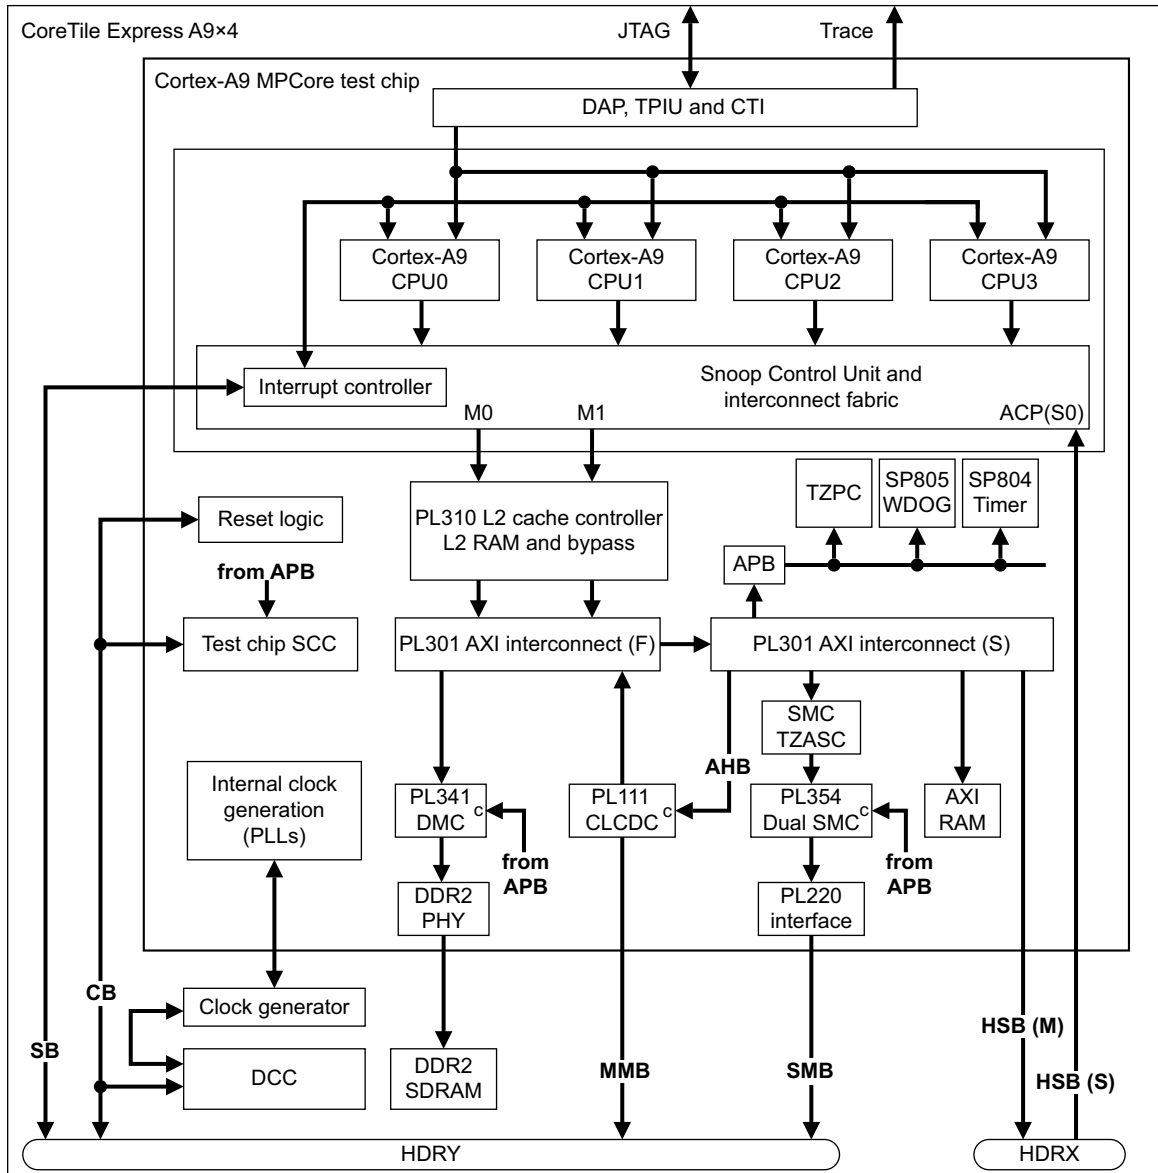 CoreTile Express A9×4
JTAG
Trace
Cortex-A9 MPCore test chip
DAP, TPIU and CTI
Cortex-A9
CPU0
Cortex-A9
CPU1
Cortex-A9
CPU2
Cortex-A9
CPU3
Interrupt controller
Snoop Control Unit and
interconnect fabric
M0
M1
ACP(S0)
TZPC
SP805
WDOG
SP804
Timer
Reset logic
PL310 L2 cache controller
L2 RAM and bypass
from APB
APB
Test chip SCC
PL301 AXI interconnect (F)
PL301 AXI interconnect (S)
SMC
TZASC
AHB
Internal clock
generation
(PLLs)
PL341
DMC
c
PL111
CLCDC
c
PL354
Dual SMC
c
AXI
RAM
from
APB
from
APB
DDR2
PHY
PL220
interface
CB
Clock generator
SB
DCC
DDR2
SDRAM
MMB
SMB
HSB (M)
HSB (S)
HDRY
HDRX